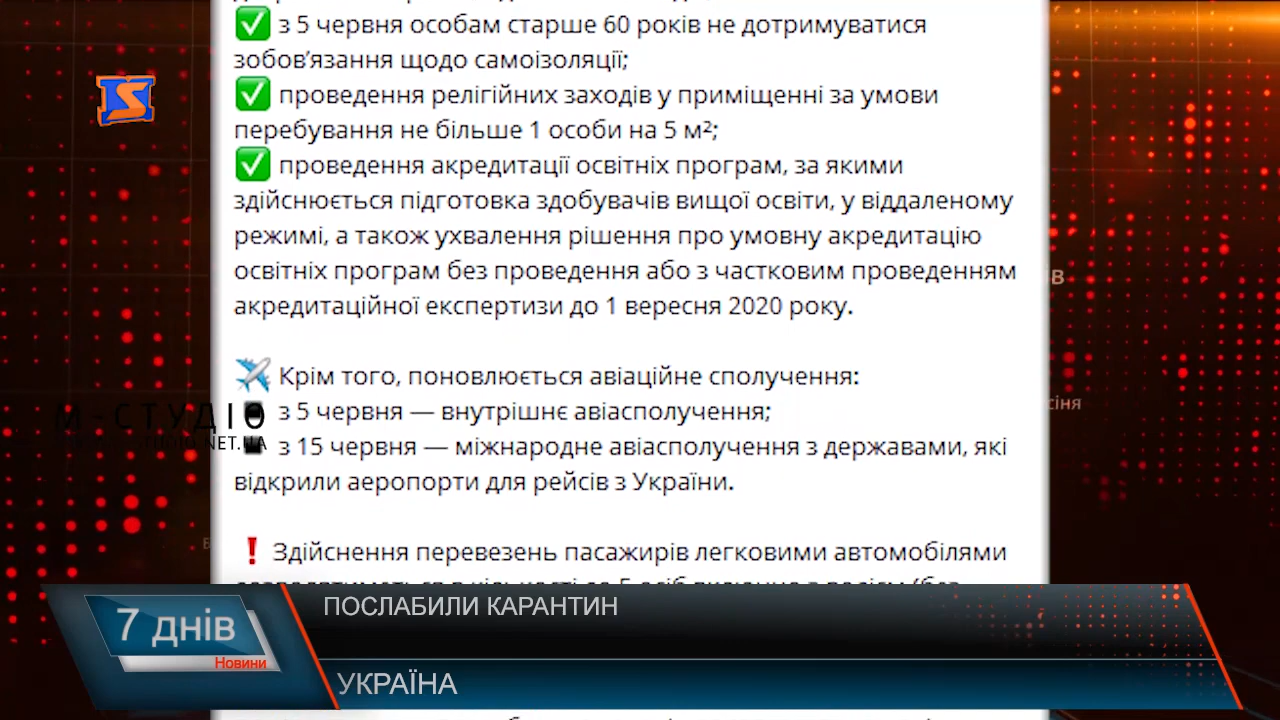 з 5 червня особам старше 60 років не дотримуватися
зобов’язання щодо самоізоляції;
проведення релігійних заходів у приміщенні за умови
перебування не більше 1 особи на 5 м²;
проведення акредитації освітніх програм, за якими
здійснюється підготовка здобувачів вищої освіти, у віддаленому
режимі, а також ухвалення рішення про умовну акредитацію
освітніх програм без проведення або з частковим проведенням
акредитаційної експертизи до 1 вересня 2020 року.
Крім того, поновлюється авіаційне сполучення:
з 5 червня — внутрішнє авіасполучення;
з 15 червня — міжнародне авіасполучення з державами, які
відкрили аеропорти для рейсів з України.
Здійснення перевезень пасажирів легковими автомобілями
М-СТУДІО
NET.UA
ПОСЛАБИЛИ КАРАНТИН
7 днів
Новини
УКРАЇНА